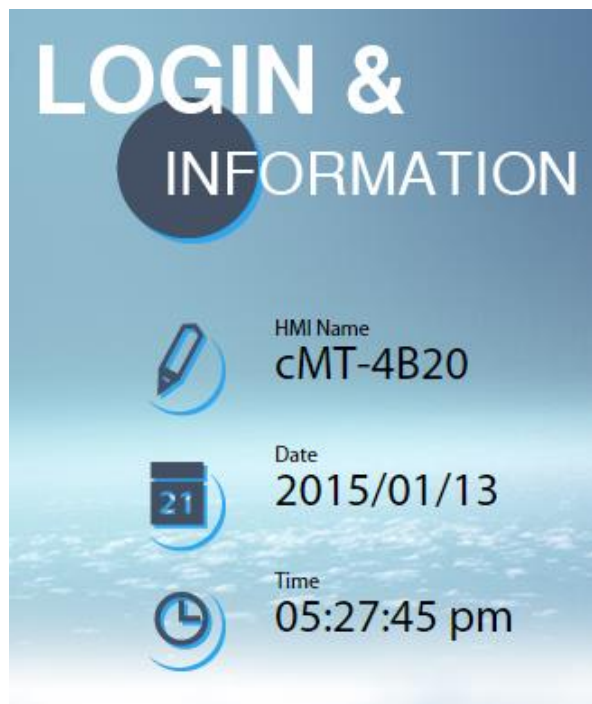 LOGIN &
INFORMATION
HMI Name
cMT-4B20
Date
21
2015/01/13
Time
05:27:45 pm